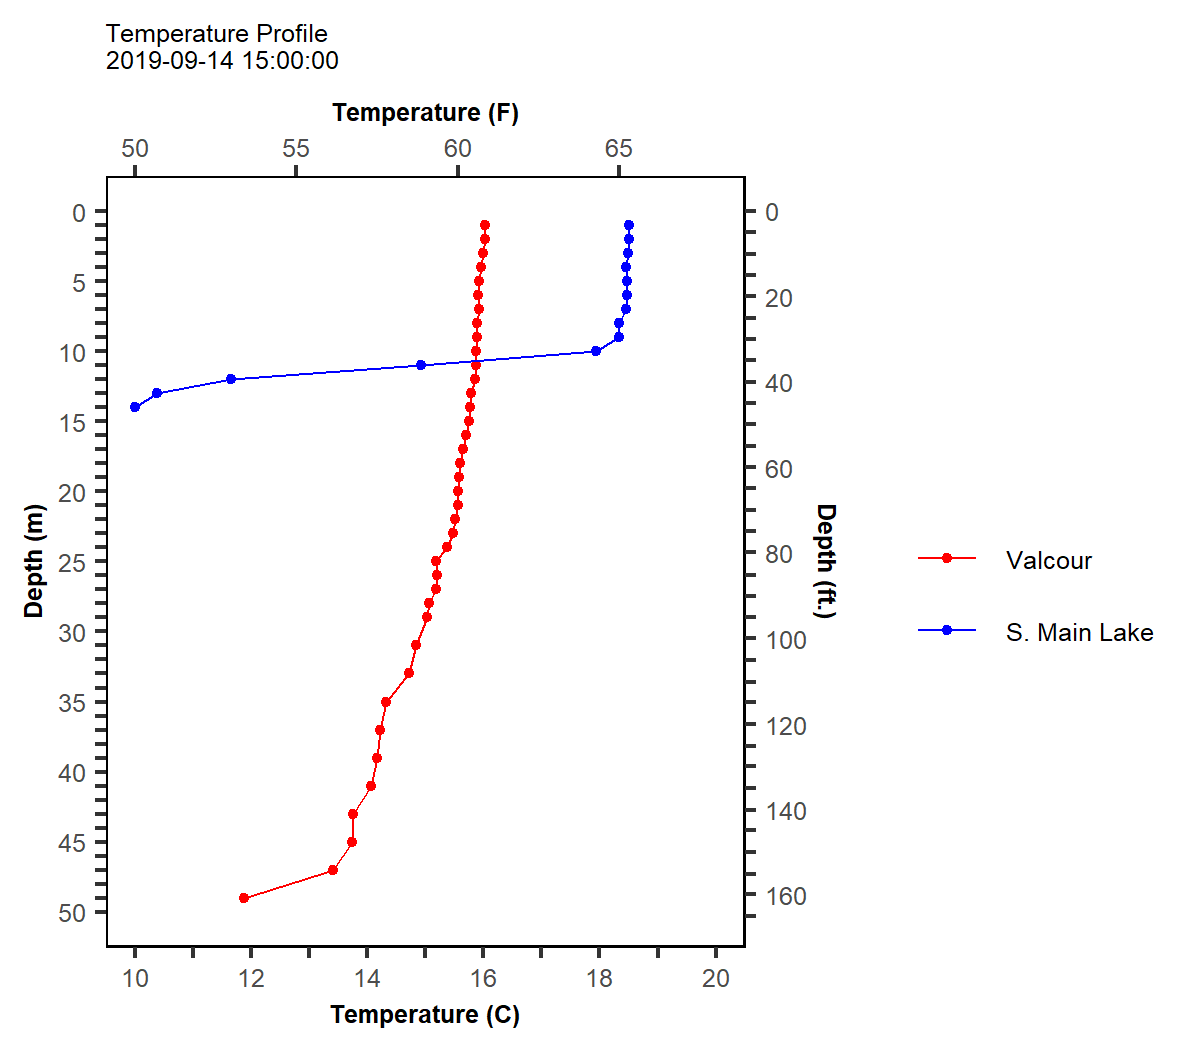 Temperature Profile
2019-09-14 15:00:00
Temperature (F)
50 55 60 65
0 0
5
20
10
40
15
60
20
Depth (m) Depth (ft.)
80
25
Valcour
30
100
S. Main Lake
35
120
40
140
45
160
50
10 12 14 16 18 20
Temperature (C)